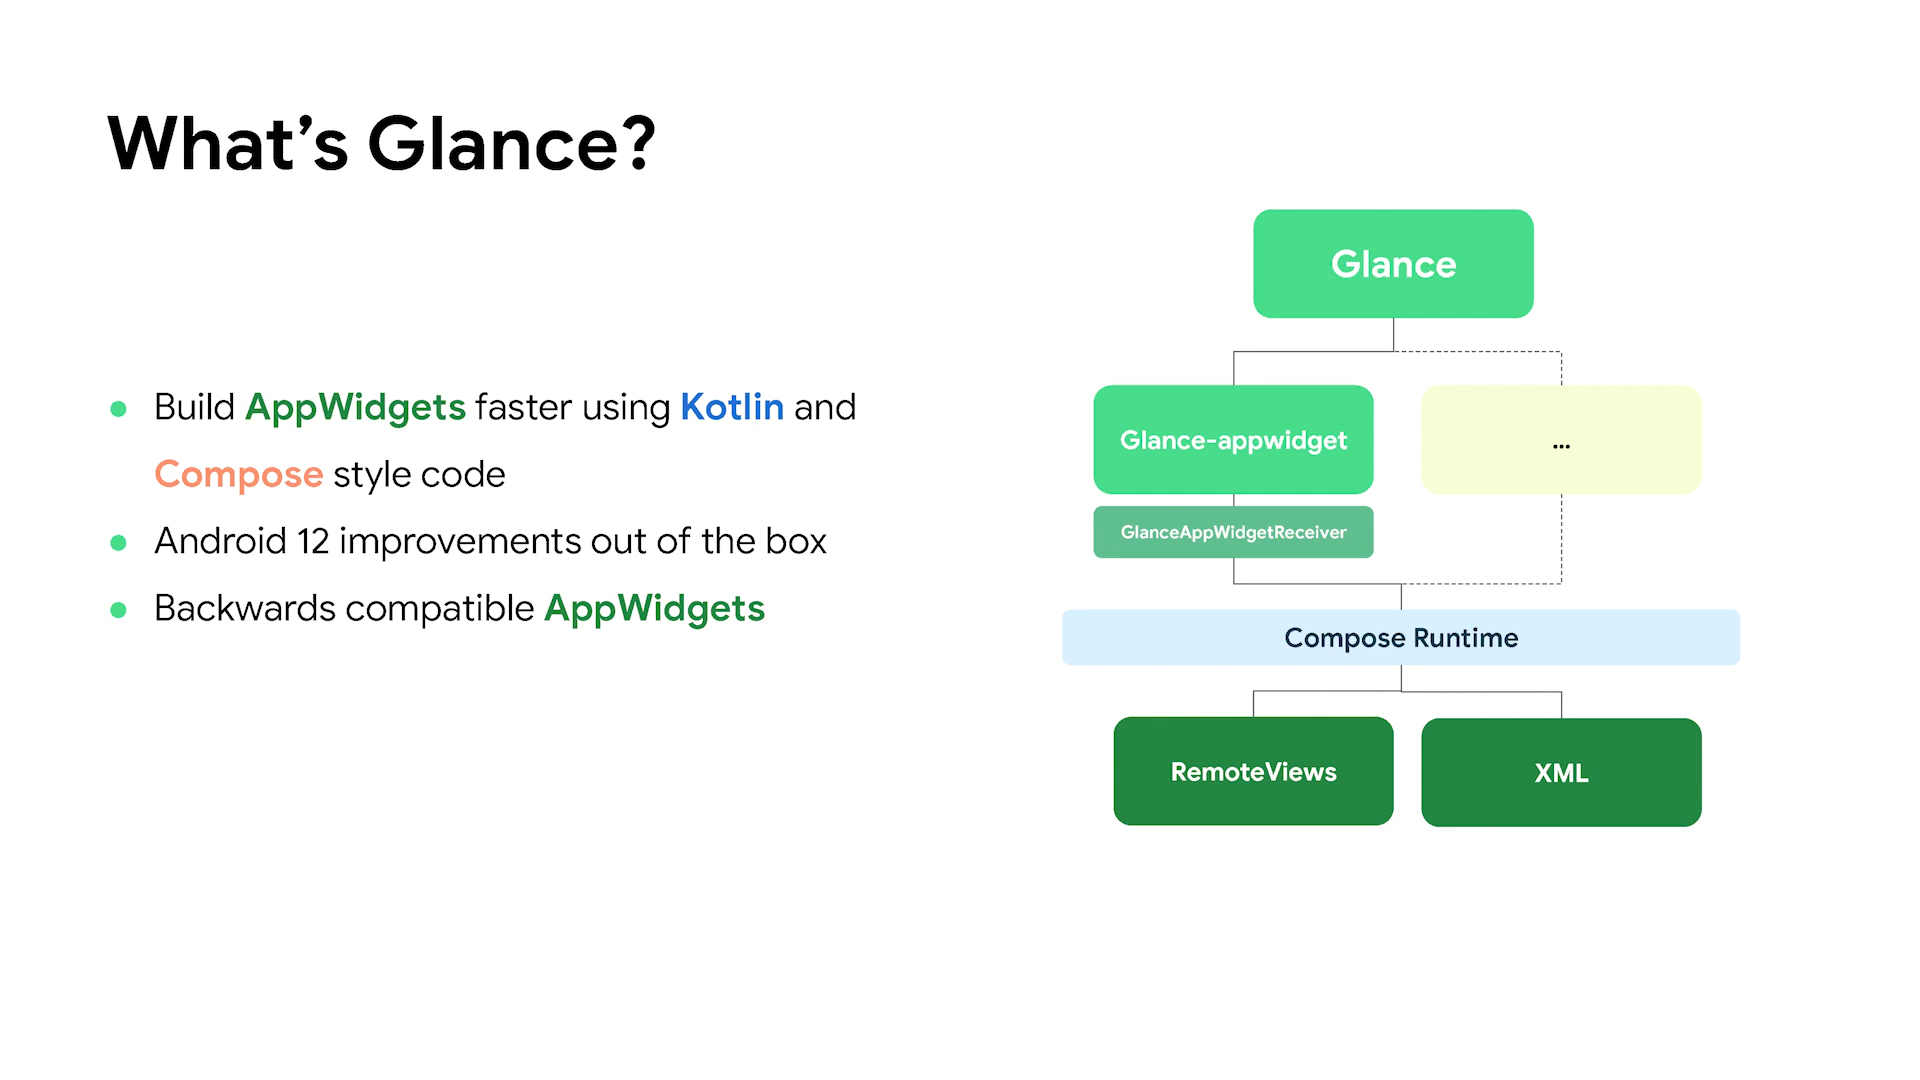 What’s Glance?
Build AppWidgets faster using Kotlin and
Compose style code
Android 12 improvements out of the box
Backwards compatible AppWidgets
Glance
Glance-appwidget
...
GlanceAppWidgetReceiver
Compose Runtime
RemoteViews
XML